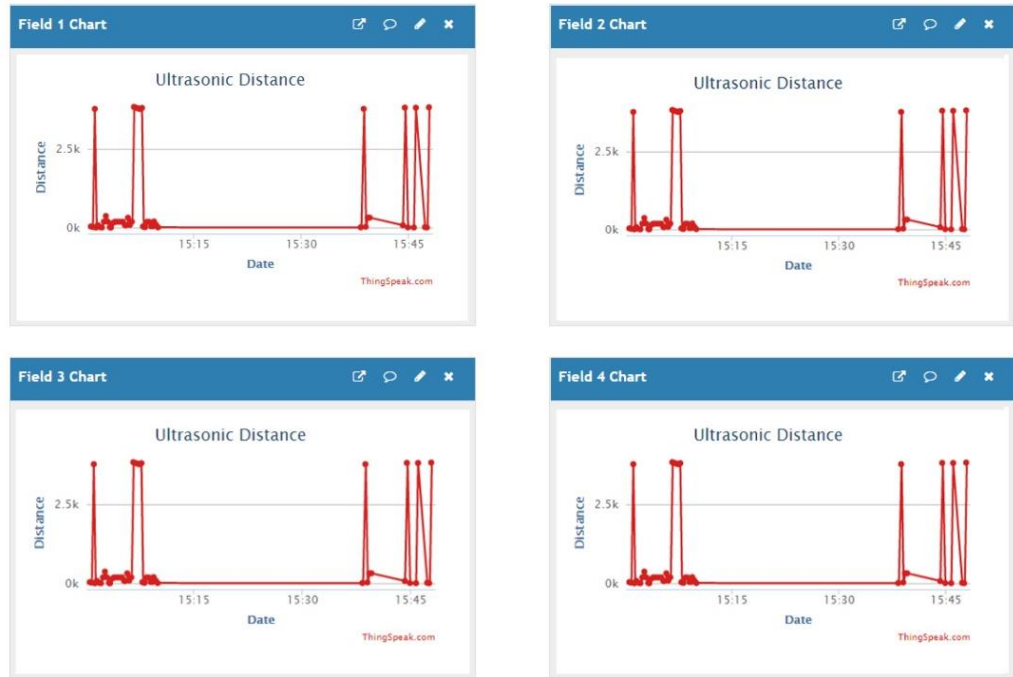 Field 1 Chart
Ultrasonic Distance
Distance
2.5k
0k
15:15 15:30 15:45
Date
ThingSpeak.com
Field 2 Chart
Ultrasonic Distance
Distance
2.5k
0k
15:15 15:30 15:45
Date
ThingSpeak.com
Field 3 Chart
Ultrasonic Distance
Distance
2.5k
0k
15:15 15:30 15:45
Date
ThingSpeak.com
Field 4 Chart
Ultrasonic Distance
Distance
2.5k
0k
15:15 15:30 15:45
Date
ThingSpeak.com